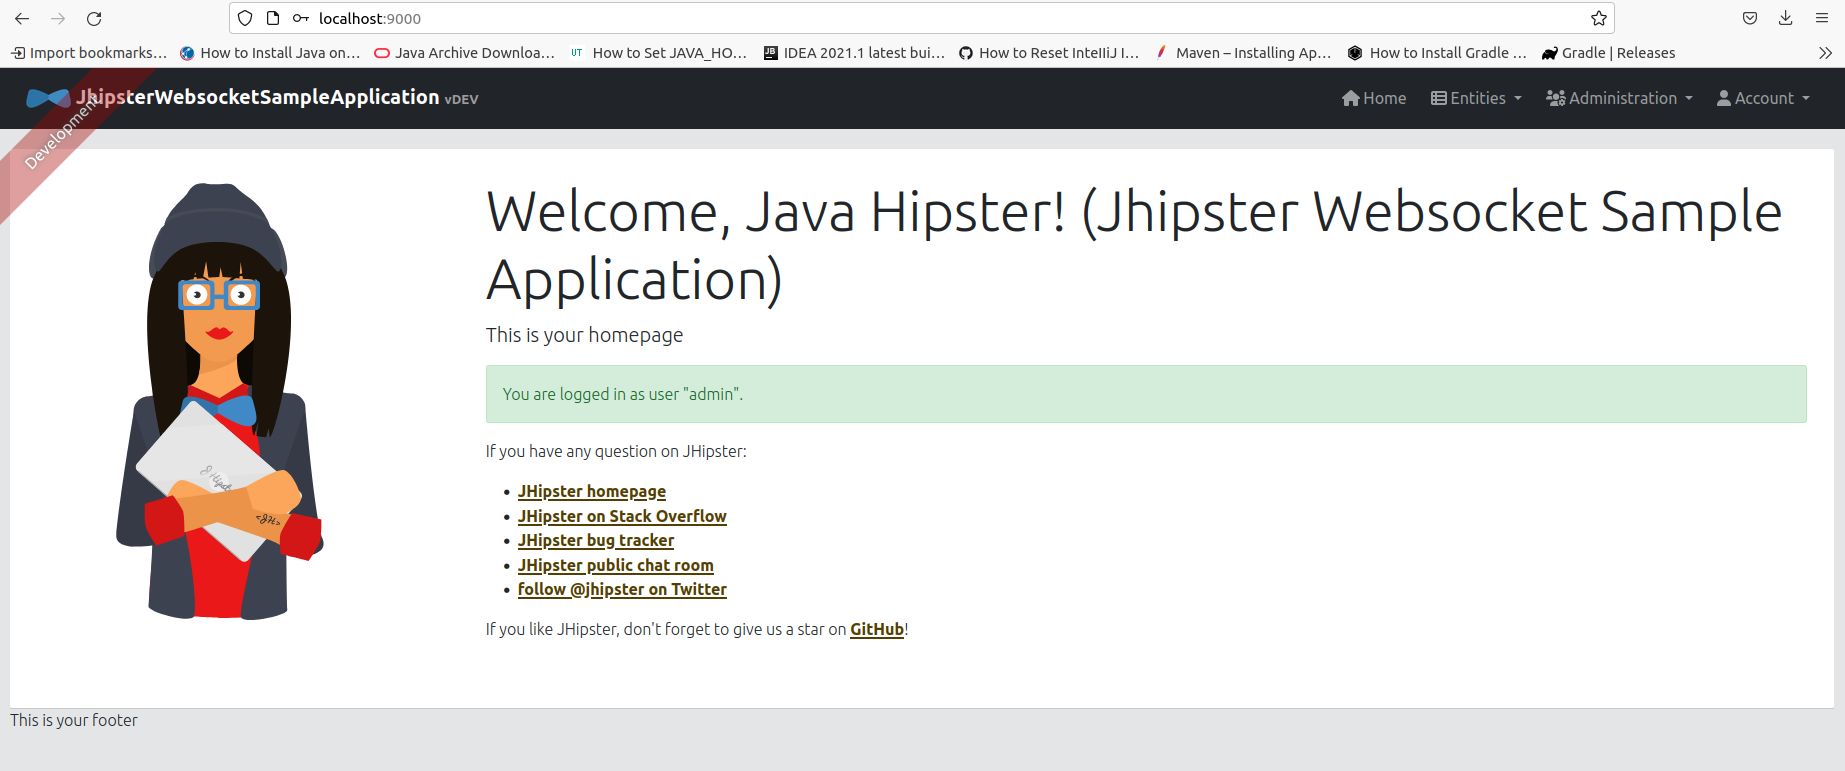 localhost:9000
Import bookmarks... How to Install Java on... Java Archive Downloa... UT How to Set JAVA_HO... IDEA 2021.1 latest bui... How to Reset IntellliJ I... Maven – Installing Ap... How to Install Gradle ... Gradle | Releases
JhipsterWebsocketSampleApplication vDEV Home Entities Administration Account
Development
Welcome, Java Hipster! (Jhipster Websocket Sample
Application)
This is your homepage
You are logged in as user "admin".
If you have any question on JHipster:
• JHipster homepage
• JHipster on Stack Overflow
• JHipster bug tracker
• JHipster public chat room
• follow @jhipster on Twitter
<JH>
If you like JHipster, don't forget to give us a star on GitHub!
This is your footer